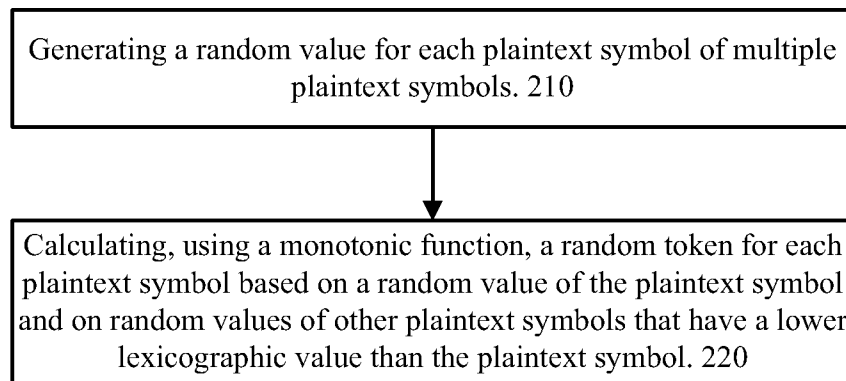 Generating a random value for each plaintext symbol of multiple
plaintext symbols. 210
Calculating, using a monotonic function, a random token for each
plaintext symbol based on a random value of the plaintext symbol
and on random values of other plaintext symbols that have a lower
lexicographic value than the plaintext symbol. 220